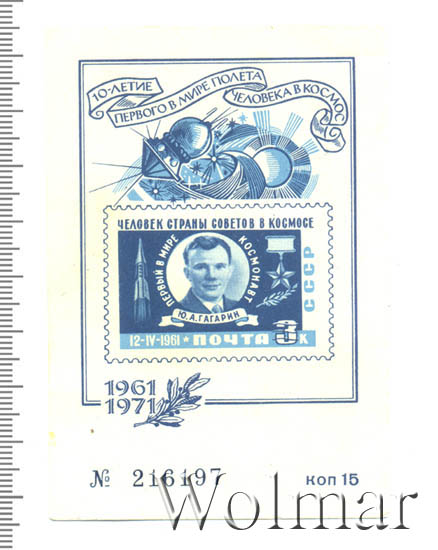 10-ЛЕТИЕ
ПЕРВОГО В МИРЕ ПОЛЕТА
ЧЕЛОВЕКА В КОСМОС
ЧЕЛОВЕК СТРАНЫ СОВЕТОВ В КОСМОСЕ
ПЕРВЫЙ В МИРЕ
КОСМОНАВТ
СССР
Ю.А.ГАГАРИН
12-IV-1961 ★ ПОЧТА 3 К
1961
1971
№ 216197 коп 15
Wolmar